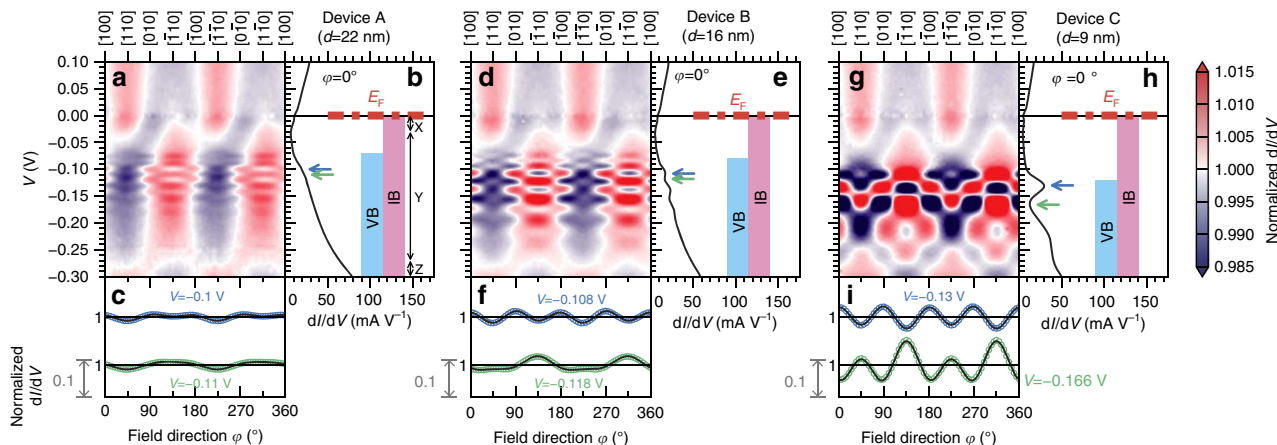 Device A
(d=22 nm)
Device B
(d=16 nm)
Device C
(d=9 nm)
[100] [110] [010] [1̄10] [1̄00] [1̄1̄0] [01̄0] [11̄0] [100]
[100] [110] [010] [1̄10] [1̄00] [1̄1̄0] [01̄0] [11̄0] [100]
[100] [110] [010] [1̄10] [1̄00] [1̄1̄0] [01̄0] [11̄0] [100]
V (V)
0.10
0.05
0.00
−0.05
−0.10
−0.15
−0.20
−0.25
−0.30
a
b
φ=0°
E_F
X
Y
Z
VB
IB
0 50 100 150
dI/dV (mA V⁻¹)
d
e
φ=0°
E_F
VB
IB
0 50 100 150
dI/dV (mA V⁻¹)
g
h
φ =0 °
E_F
VB
IB
0 50 100 150
dI/dV (mA V⁻¹)
1.015
1.010
1.005
1.000
0.995
0.990
0.985
Normalized dI/dV
c
V=−0.1 V
1
1
V=−0.11 V
0.1
Normalized
dI/dV
0 90 180 270 360
Field direction φ (°)
f
V=−0.108
1
1
V=−0.118 V
0.1
0 90 180 270 360
Field direction φ (°)
i
V=−0.13 V
1
1
V=−0.166 V
0.1
0 90 180 270 360
Field direction φ (°)